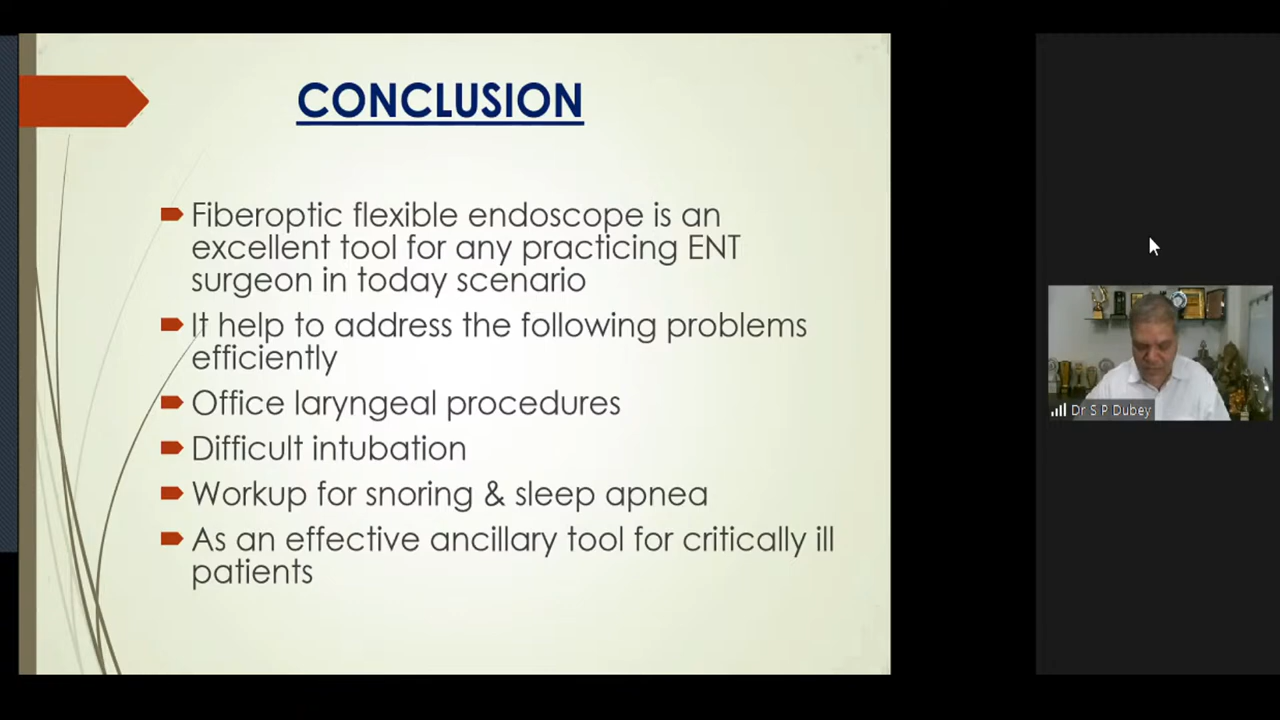 CONCLUSION
Fiberoptic flexible endoscope is an
excellent tool for any practicing ENT
surgeon in today scenario
It help to address the following problems
efficiently
Office laryngeal procedures
Difficult intubation
Workup for snoring & sleep apnea
As an effective ancillary tool for critically ill
patients
Dr S P Dubey